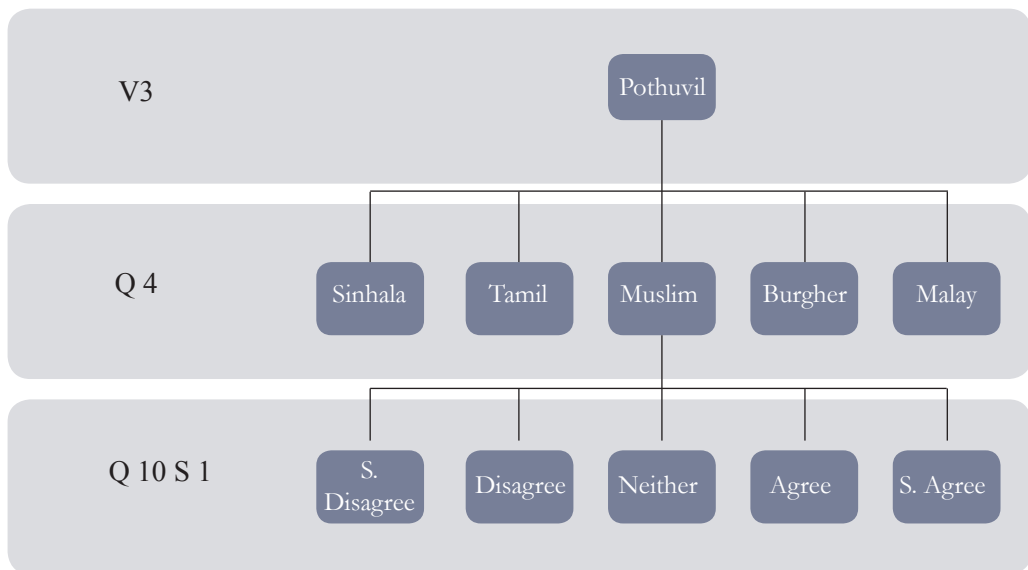 V3
Pothuvil
Q 4
Sinhala
Tamil
Muslim
Burgher
Malay
Q 10 S 1
S.
Disagree
Disagree
Neither
Agree
S. Agree